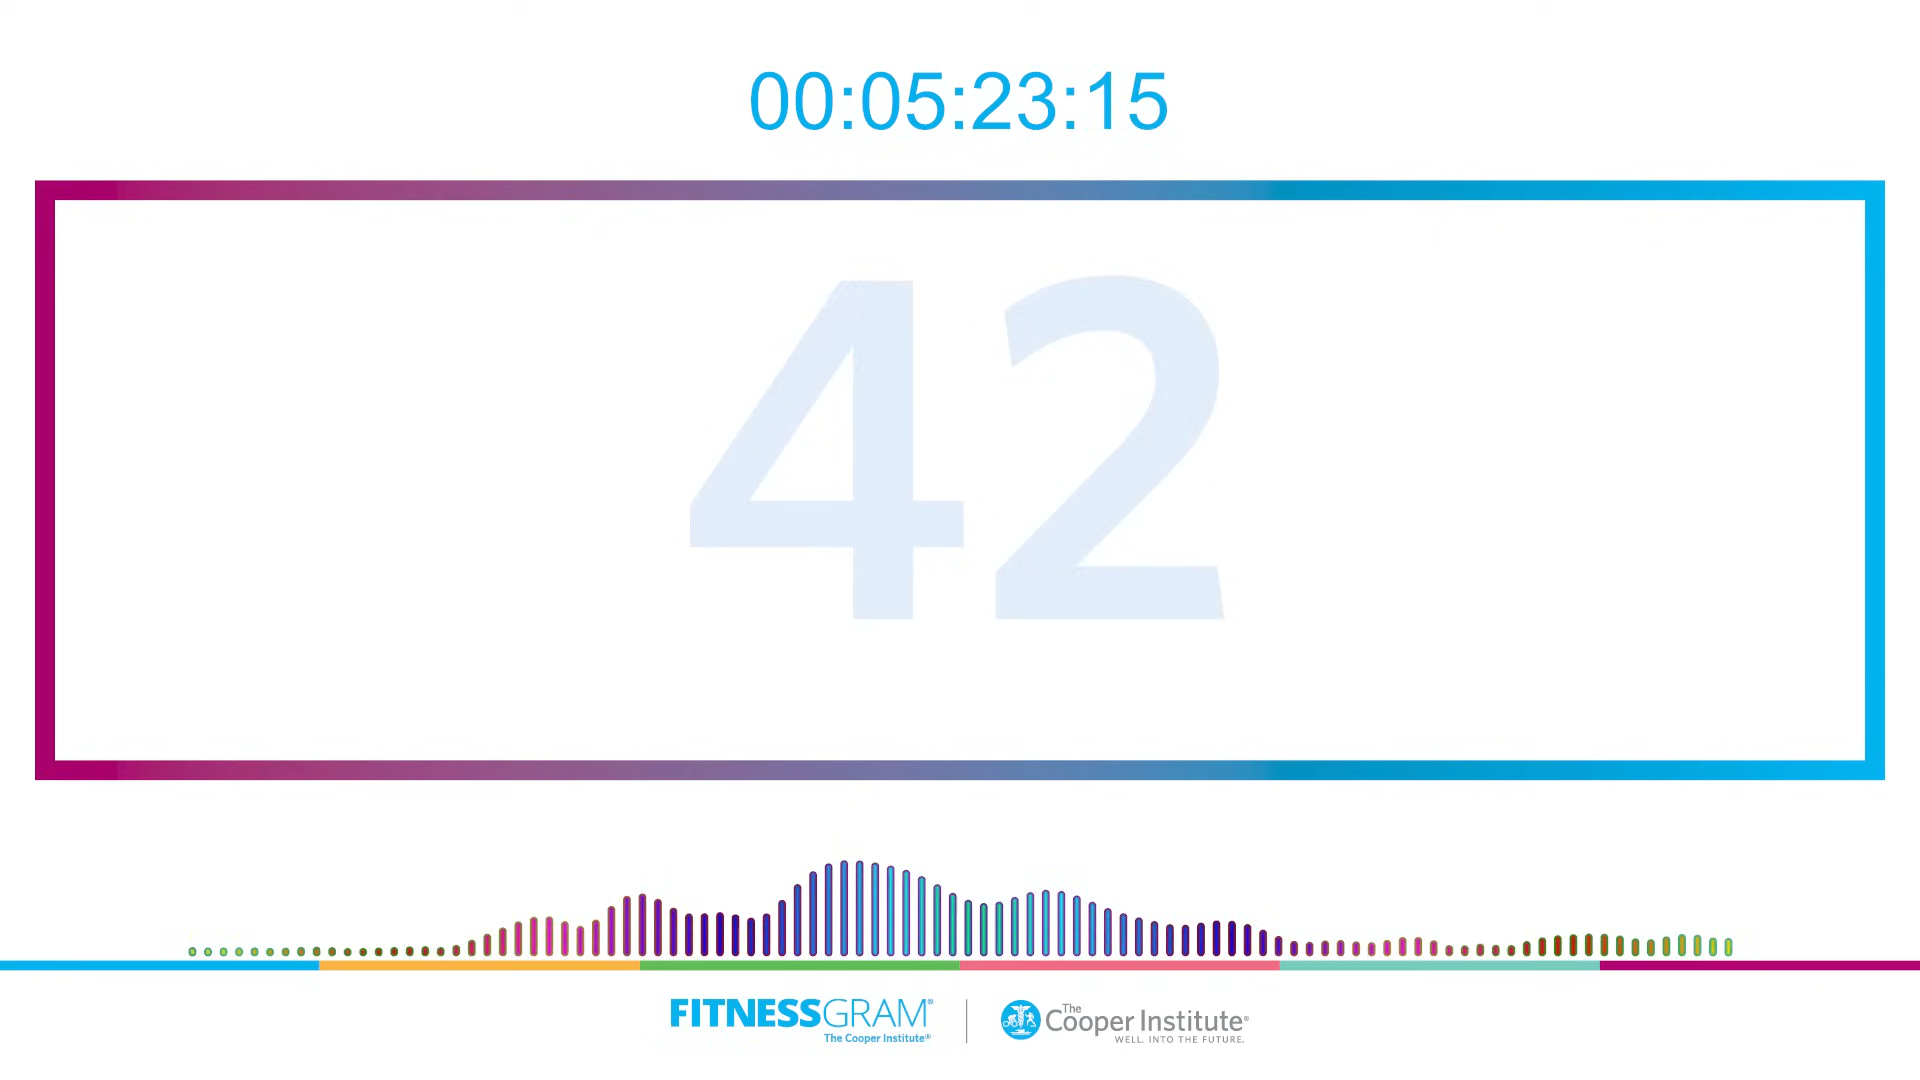 00:05:23:15
42
FITNESSGRAM®
The Cooper Institute®
The
Cooper Institute®
WELL. INTO THE FUTURE.